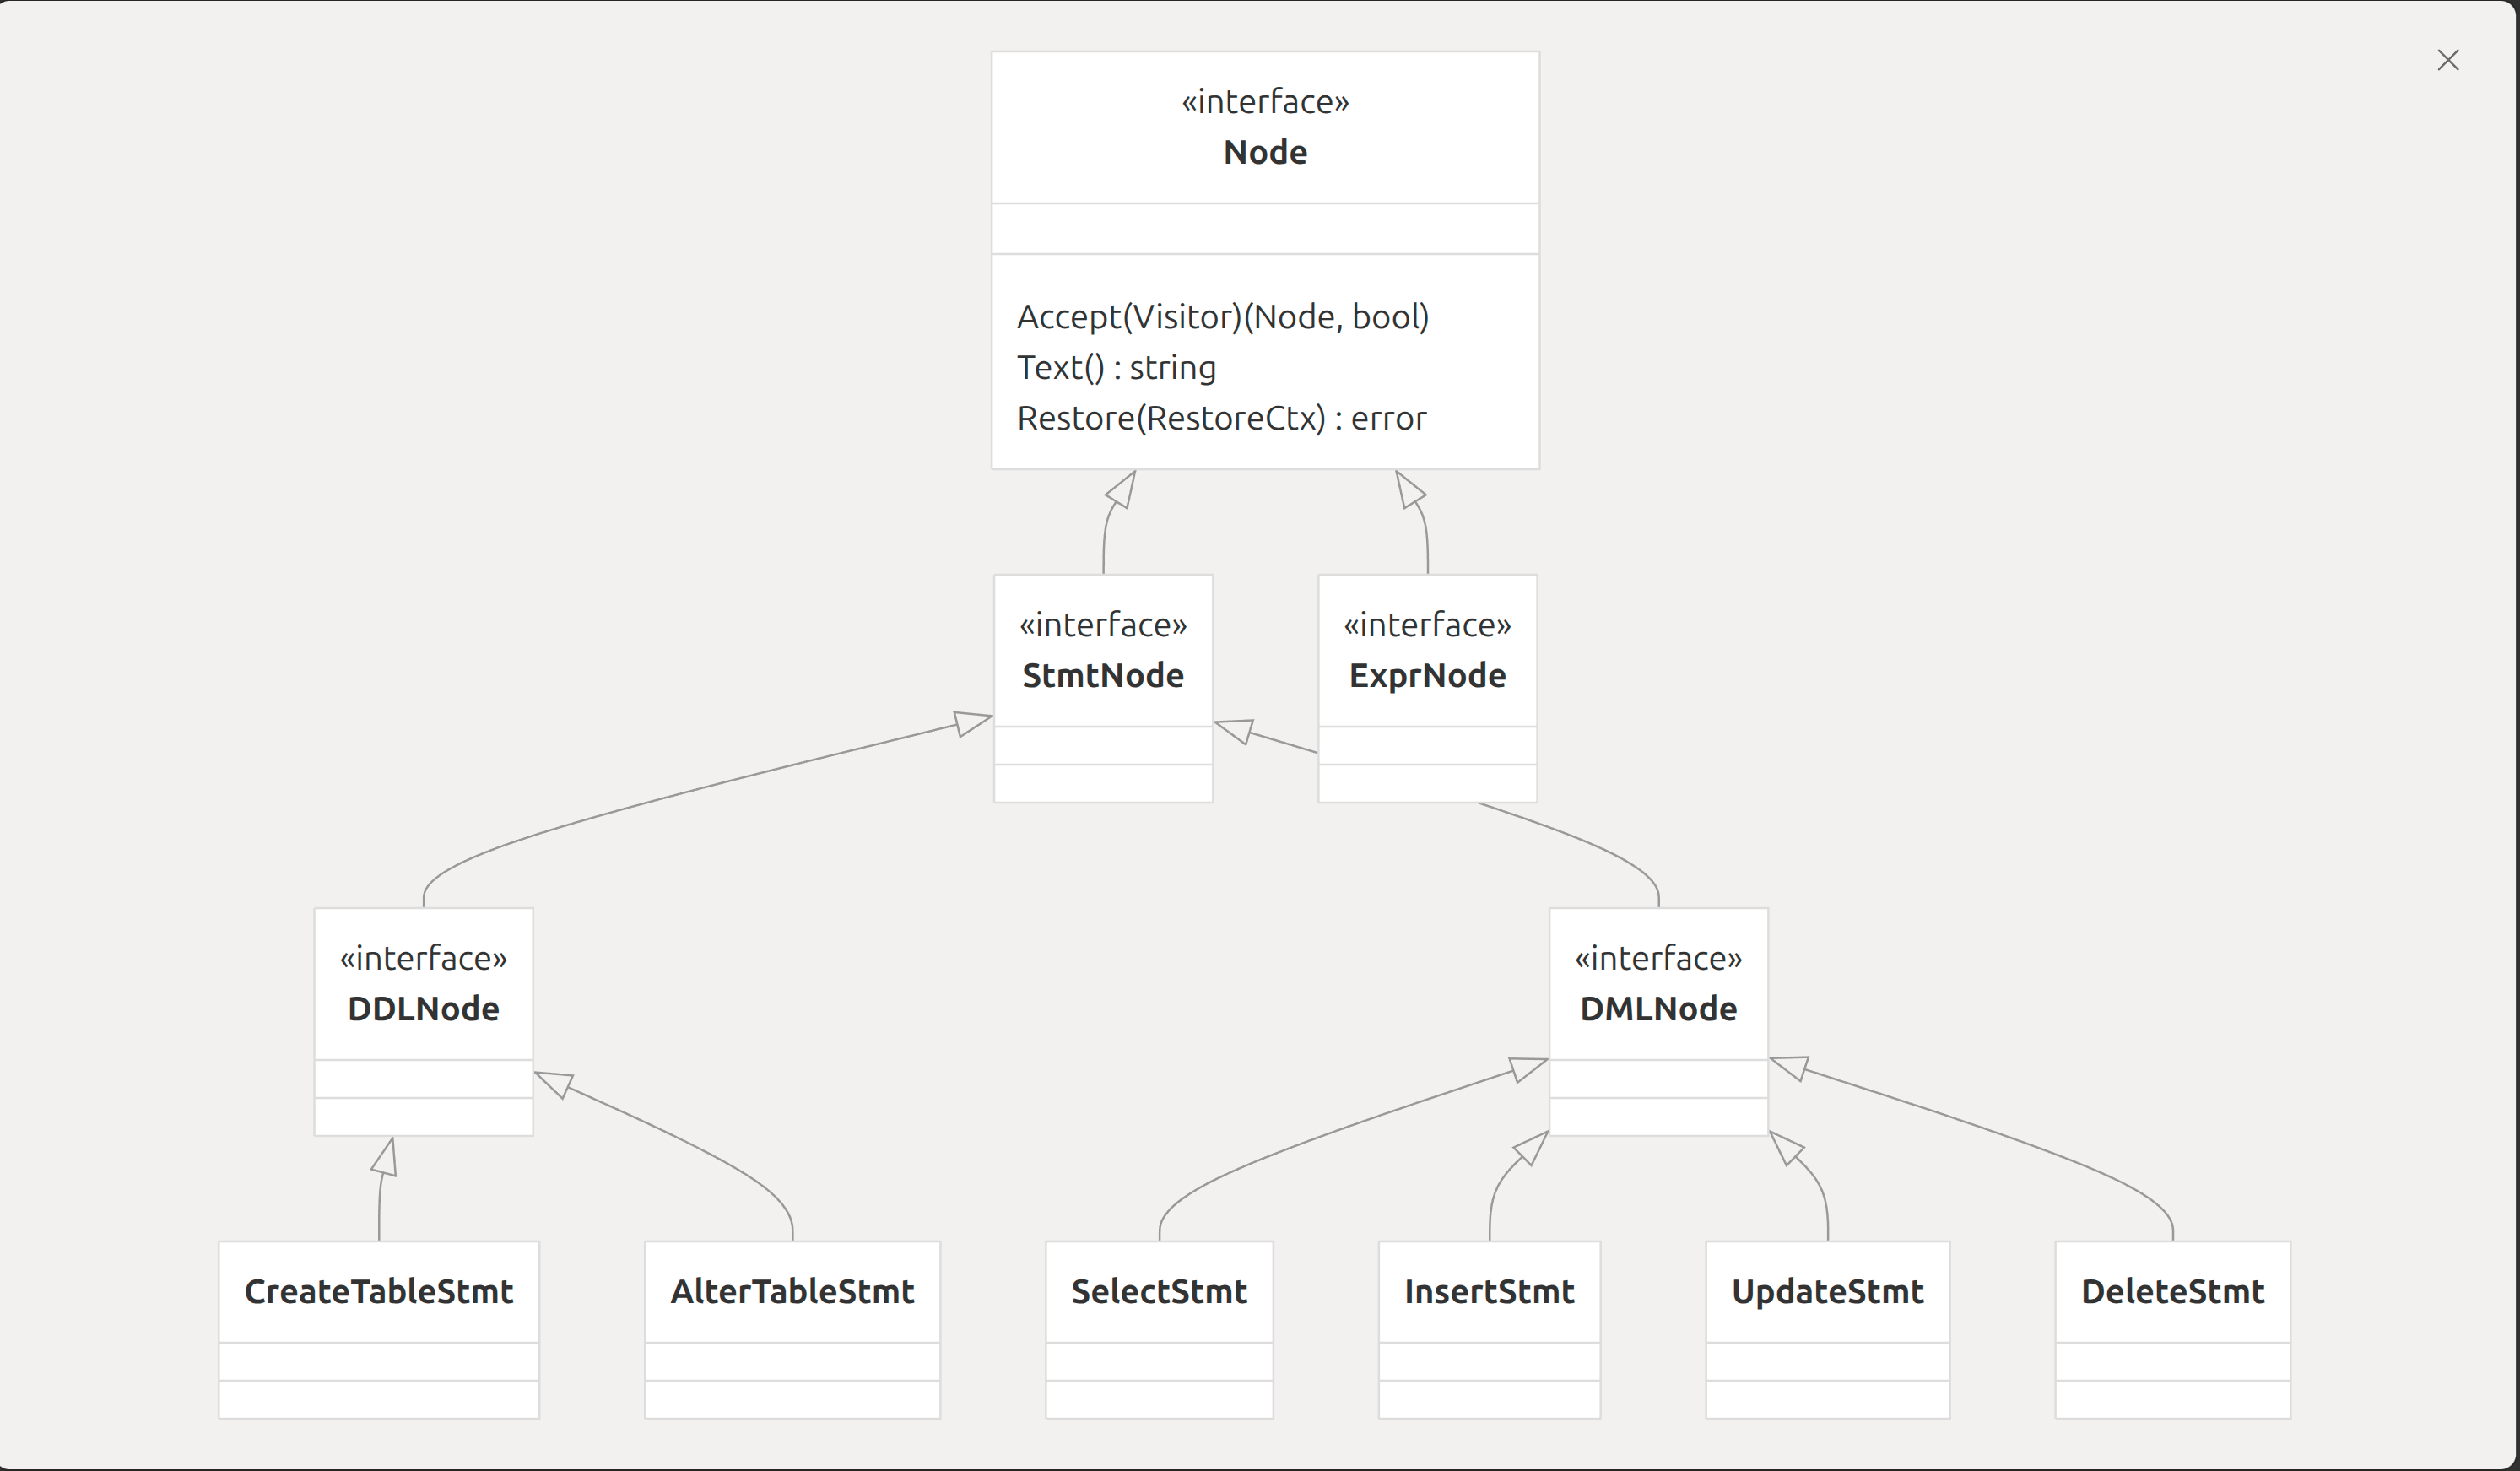 «interface»
Node
Accept(Visitor)(Node, bool)
Text() : string
Restore(RestoreCtx) : error
«interface»
StmtNode
«interface»
ExprNode
«interface»
DDLNode
«interface»
DMLNode
CreateTableStmt
AlterTableStmt
SelectStmt
InsertStmt
UpdateStmt
DeleteStmt